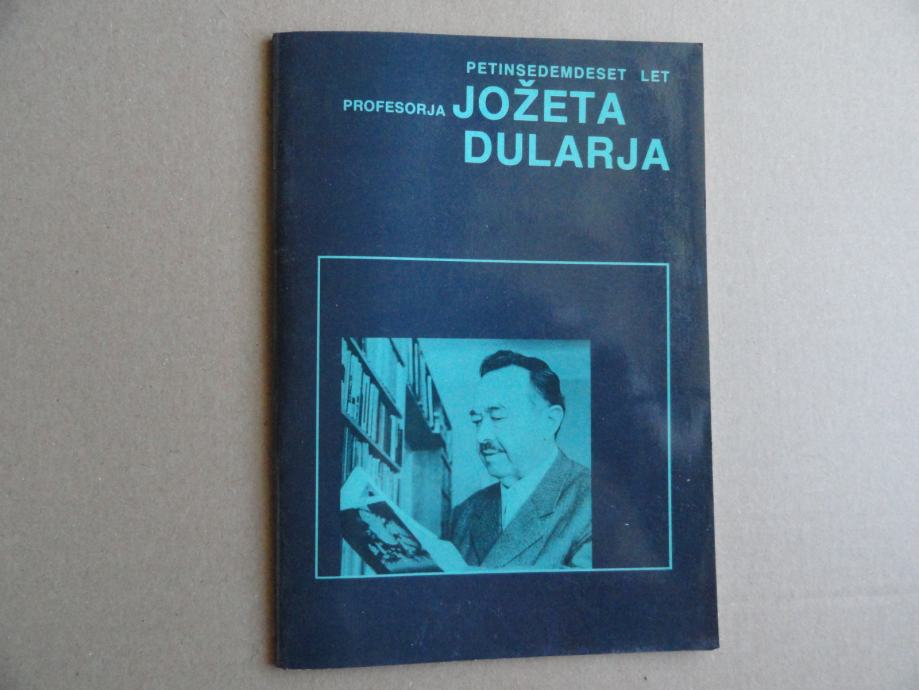 PETINSEDEMDESET LET
PROFESORJA JOŽETA
DULARJA